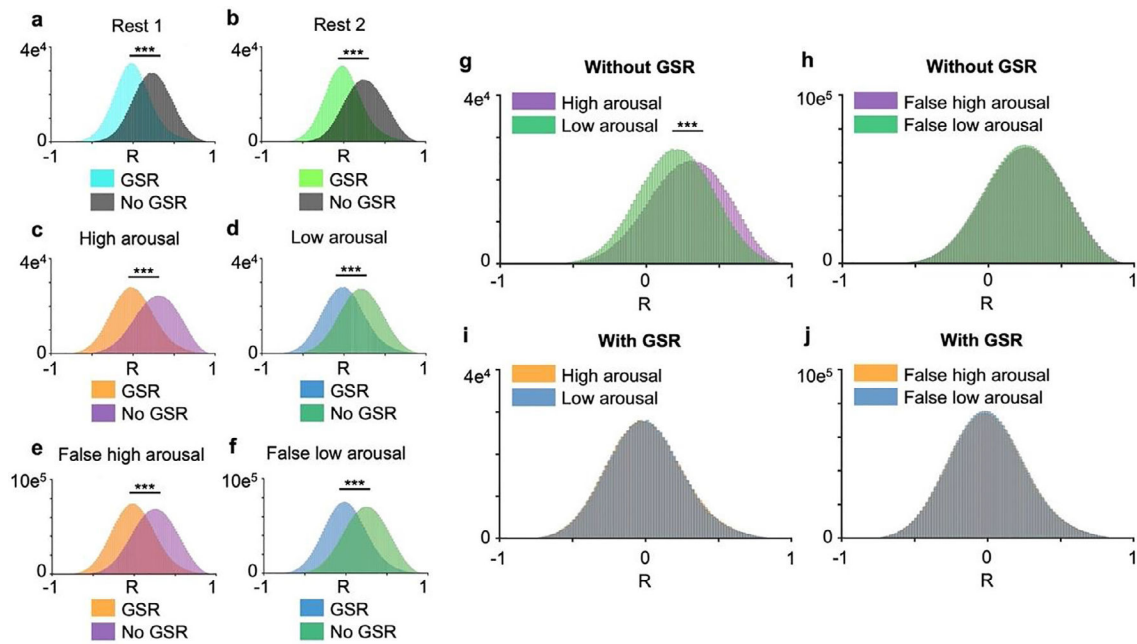 a
Rest 1
4e⁴
***
0
-1
R
1
GSR
No GSR
b
Rest 2
4e⁴
***
0
-1
R
1
GSR
No GSR
c
High arousal
4e⁴
***
0
-1
R
1
GSR
No GSR
d
Low arousal
4e⁴
***
0
-1
R
1
GSR
No GSR
e
False high arousal
10e⁵
***
0
-1
R
1
GSR
No GSR
f
False low arousal
10e⁵
***
0
-1
R
1
GSR
No GSR
g
Without GSR
4e⁴
High arousal
Low arousal
***
0
-1
0
1
R
h
Without GSR
10e⁵
False high arousal
False low arousal
0
-1
0
1
R
i
With GSR
4e⁴
High arousal
Low arousal
0
-1
0
1
R
j
With GSR
10e⁵
False high arousal
False low arousal
0
-1
0
1
R